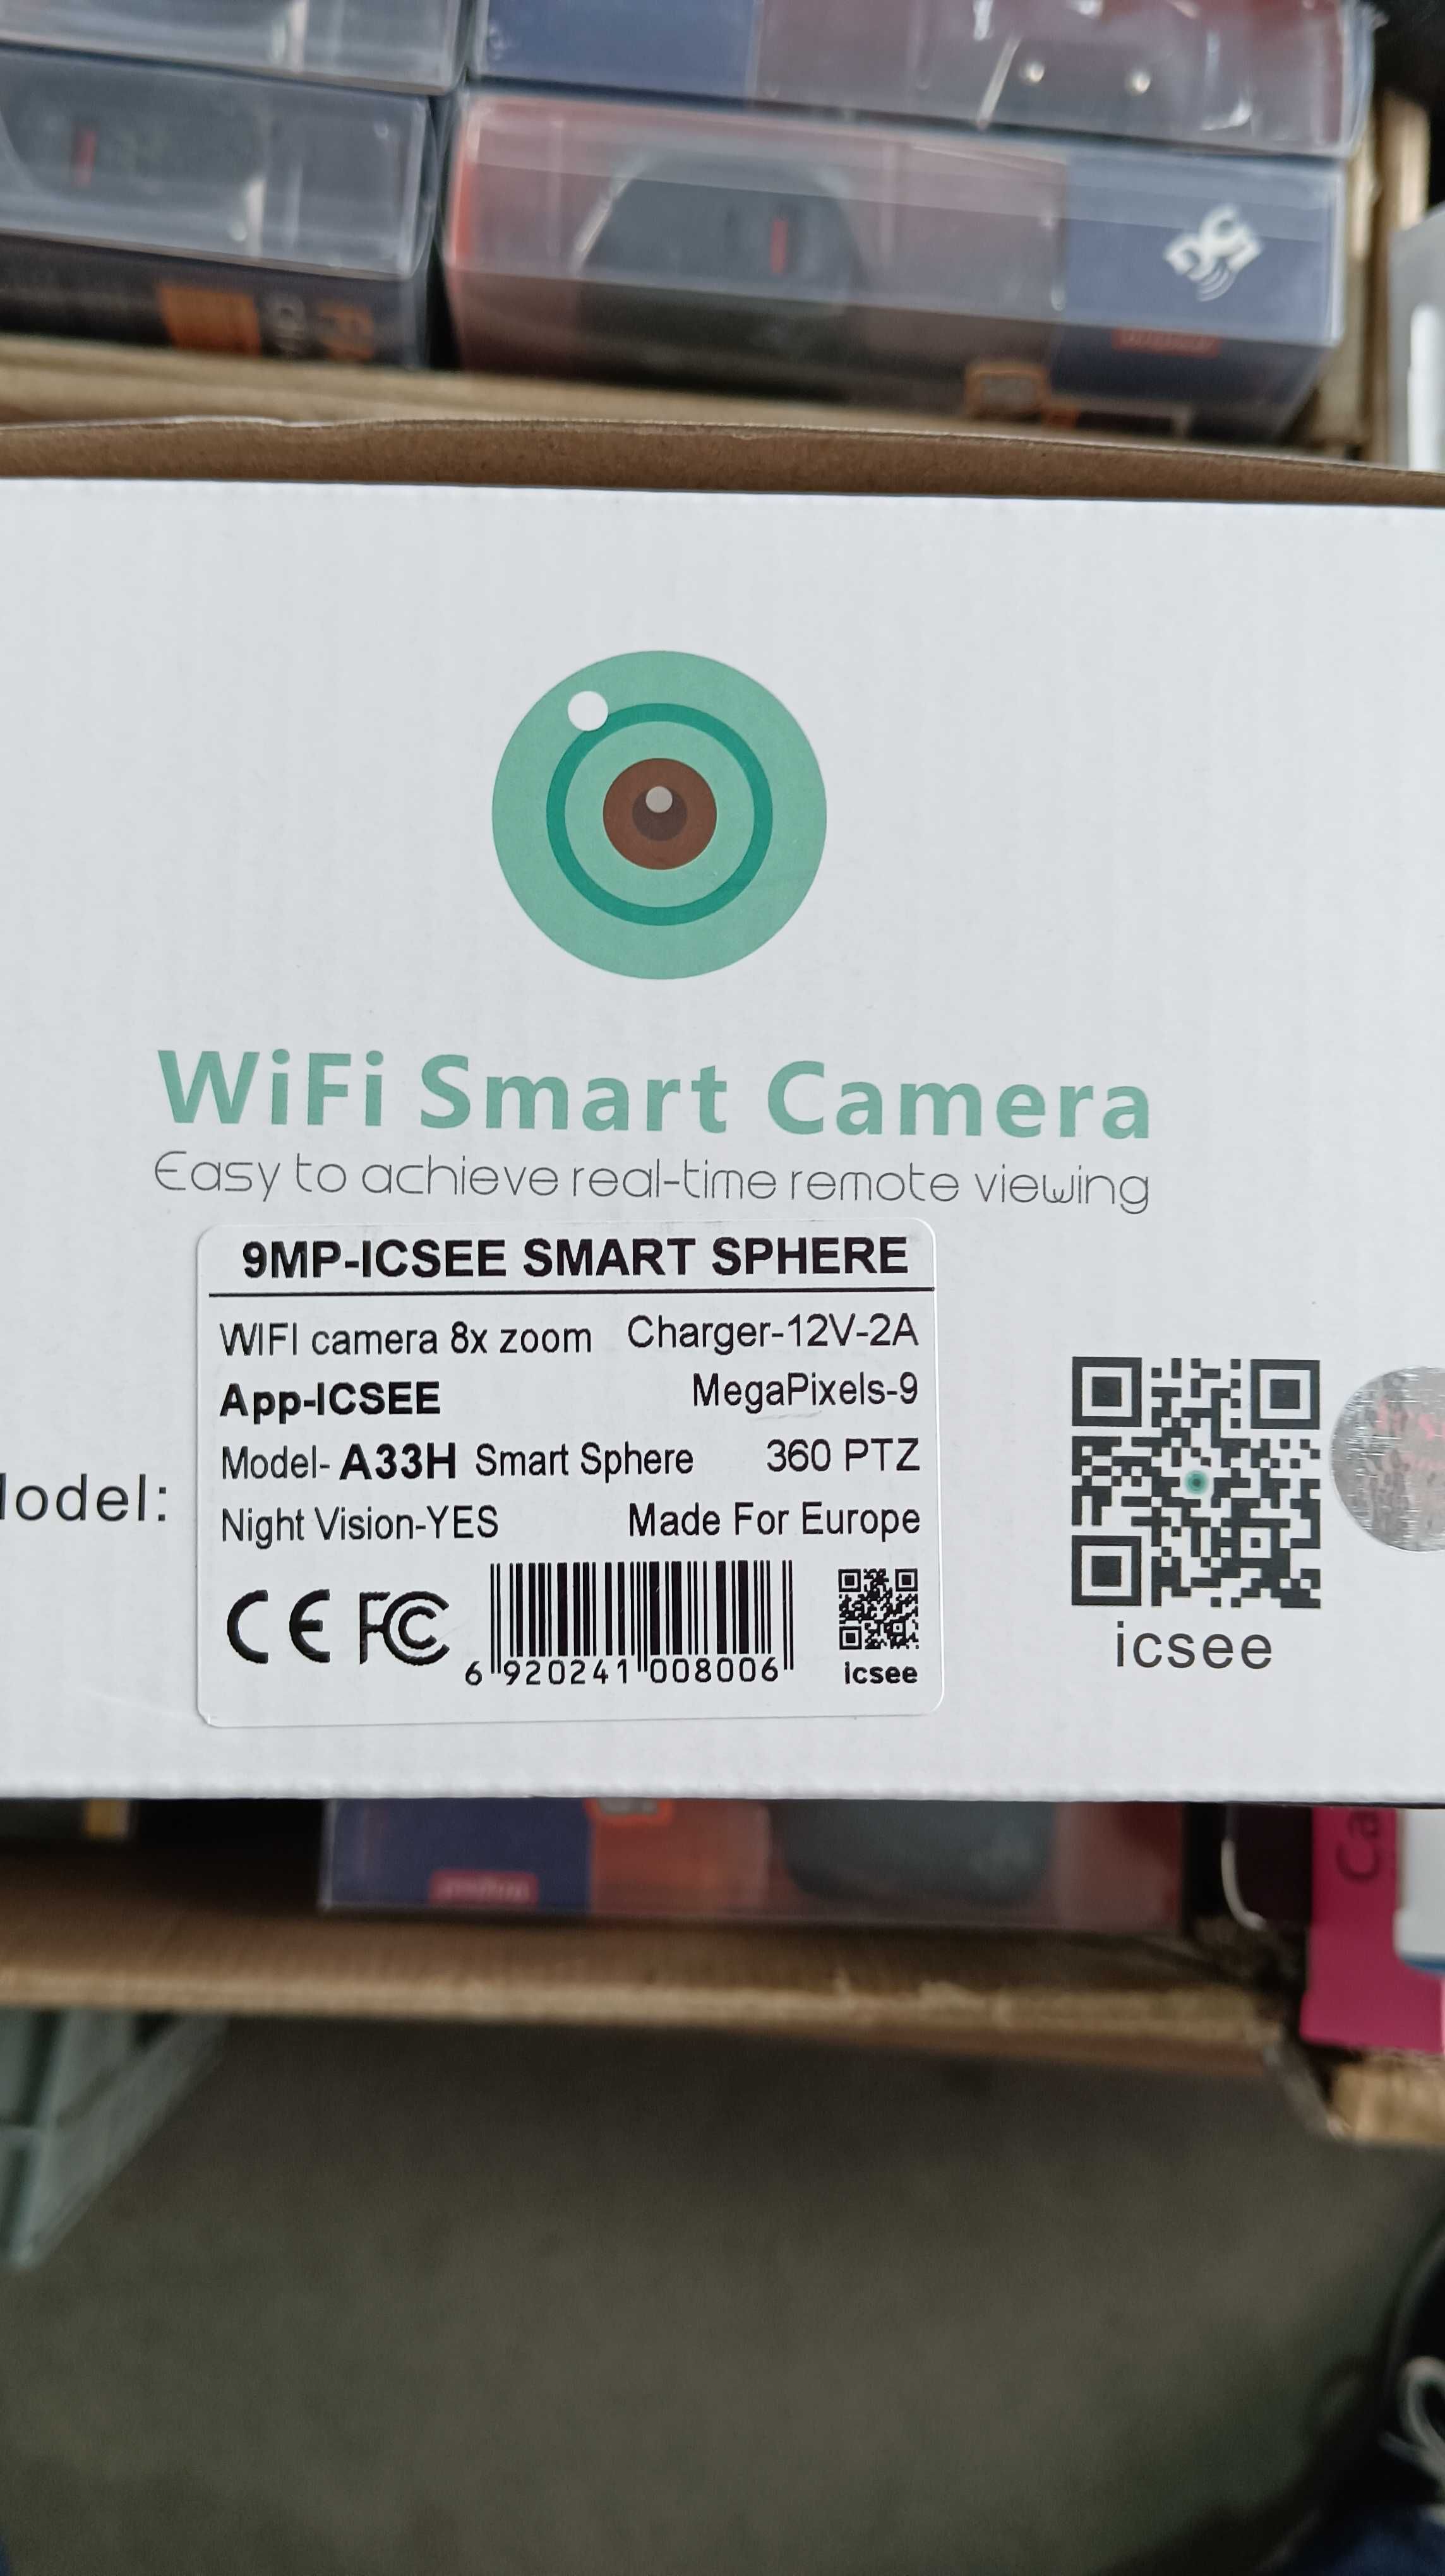 WiFi Smart Camera
Easy to achieve real-time remote viewing
9MP-ICSEE SMART SPHERE
WIFI camera 8x zoom Charger-12V-2A
App-ICSEE MegaPixels-9
Model-A33H Smart Sphere 360 PTZ
Night Vision-YES Made For Europe
odel:
CE FC
6 920241 008006
icsee
icsee
Ca